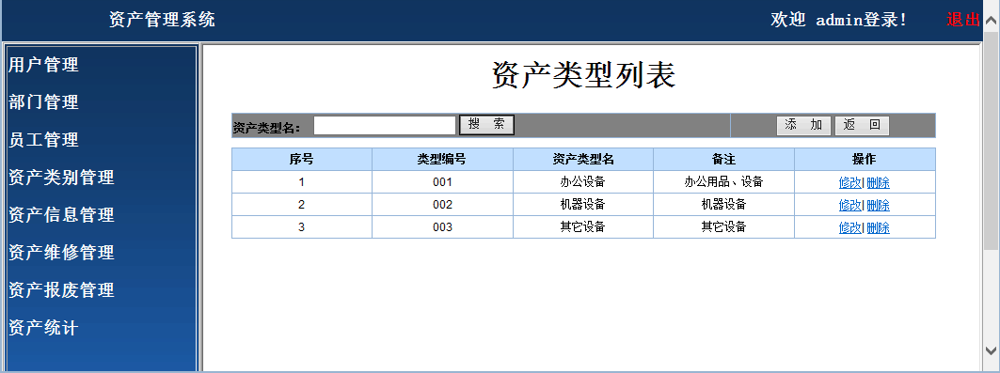 资产管理系统 欢迎 admin登录! 退出
用户管理
部门管理
员工管理
资产类别管理
资产信息管理
资产维修管理
资产报废管理
资产统计
资产类型列表
资产类型名: 搜 索 添 加 返 回
序号 类型编号 资产类型名 备注 操作
1 001 办公设备 办公用品、设备 修改|删除
2 002 机器设备 机器设备 修改|删除
3 003 其它设备 其它设备 修改|删除